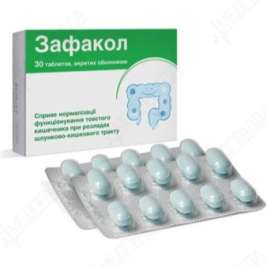 Зафакол
30 таблеток, вкритих оболонкою
Сприяє нормалізації
функціонування товстого
кишечника при розладах
шлунково-кишкового тракту